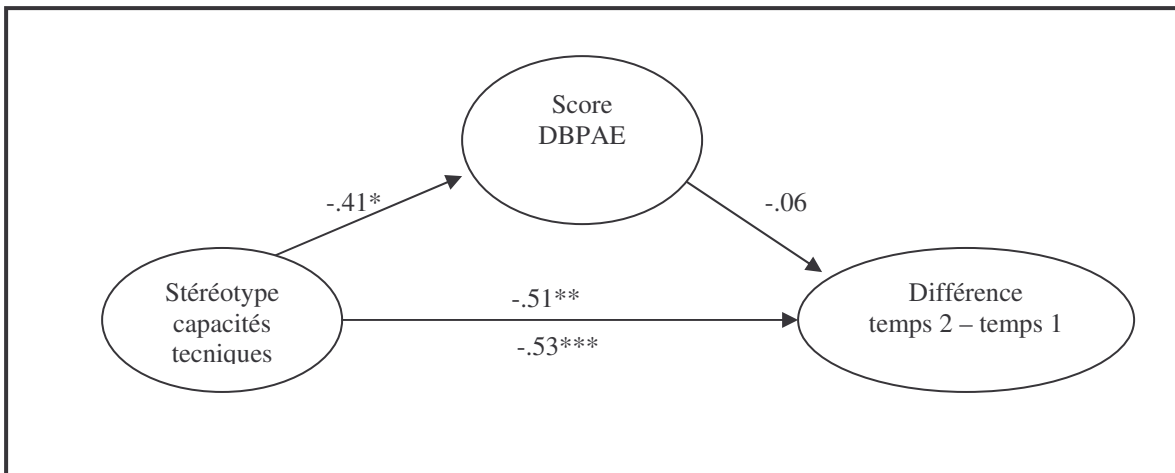 Score
DBPAE
-.41*
-.06
Stéréotype
capacités
tecniques
-.51**
-.53***
Différence
temps 2 – temps 1